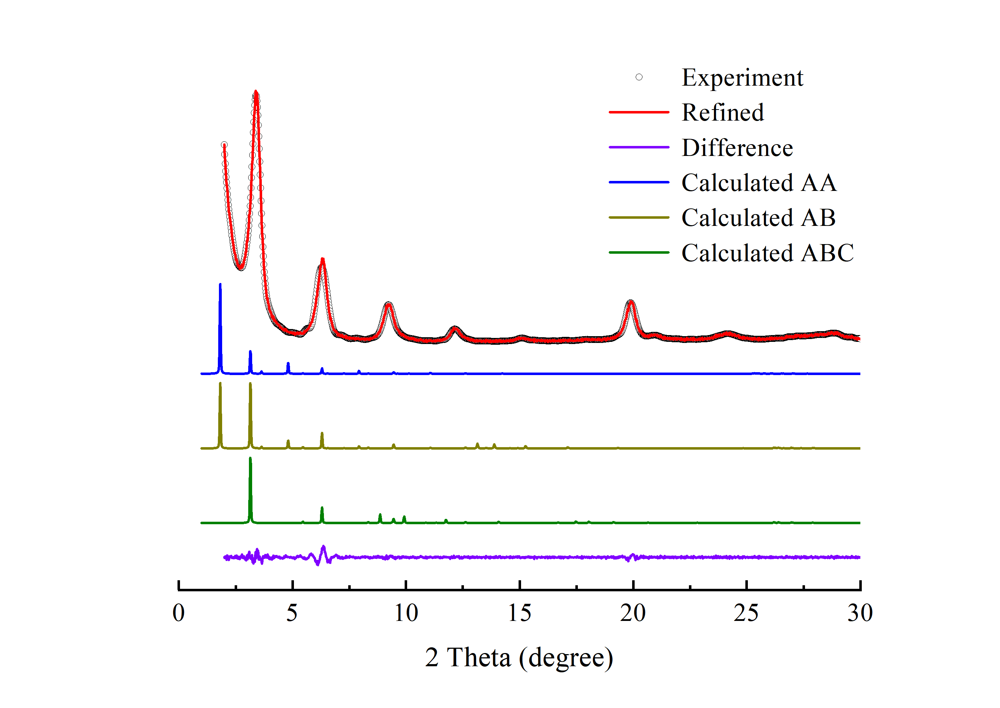 Experiment
Refined
Difference
Calculated AA
Calculated AB
Calculated ABC
0 5 10 15 20 25 30
2 Theta (degree)